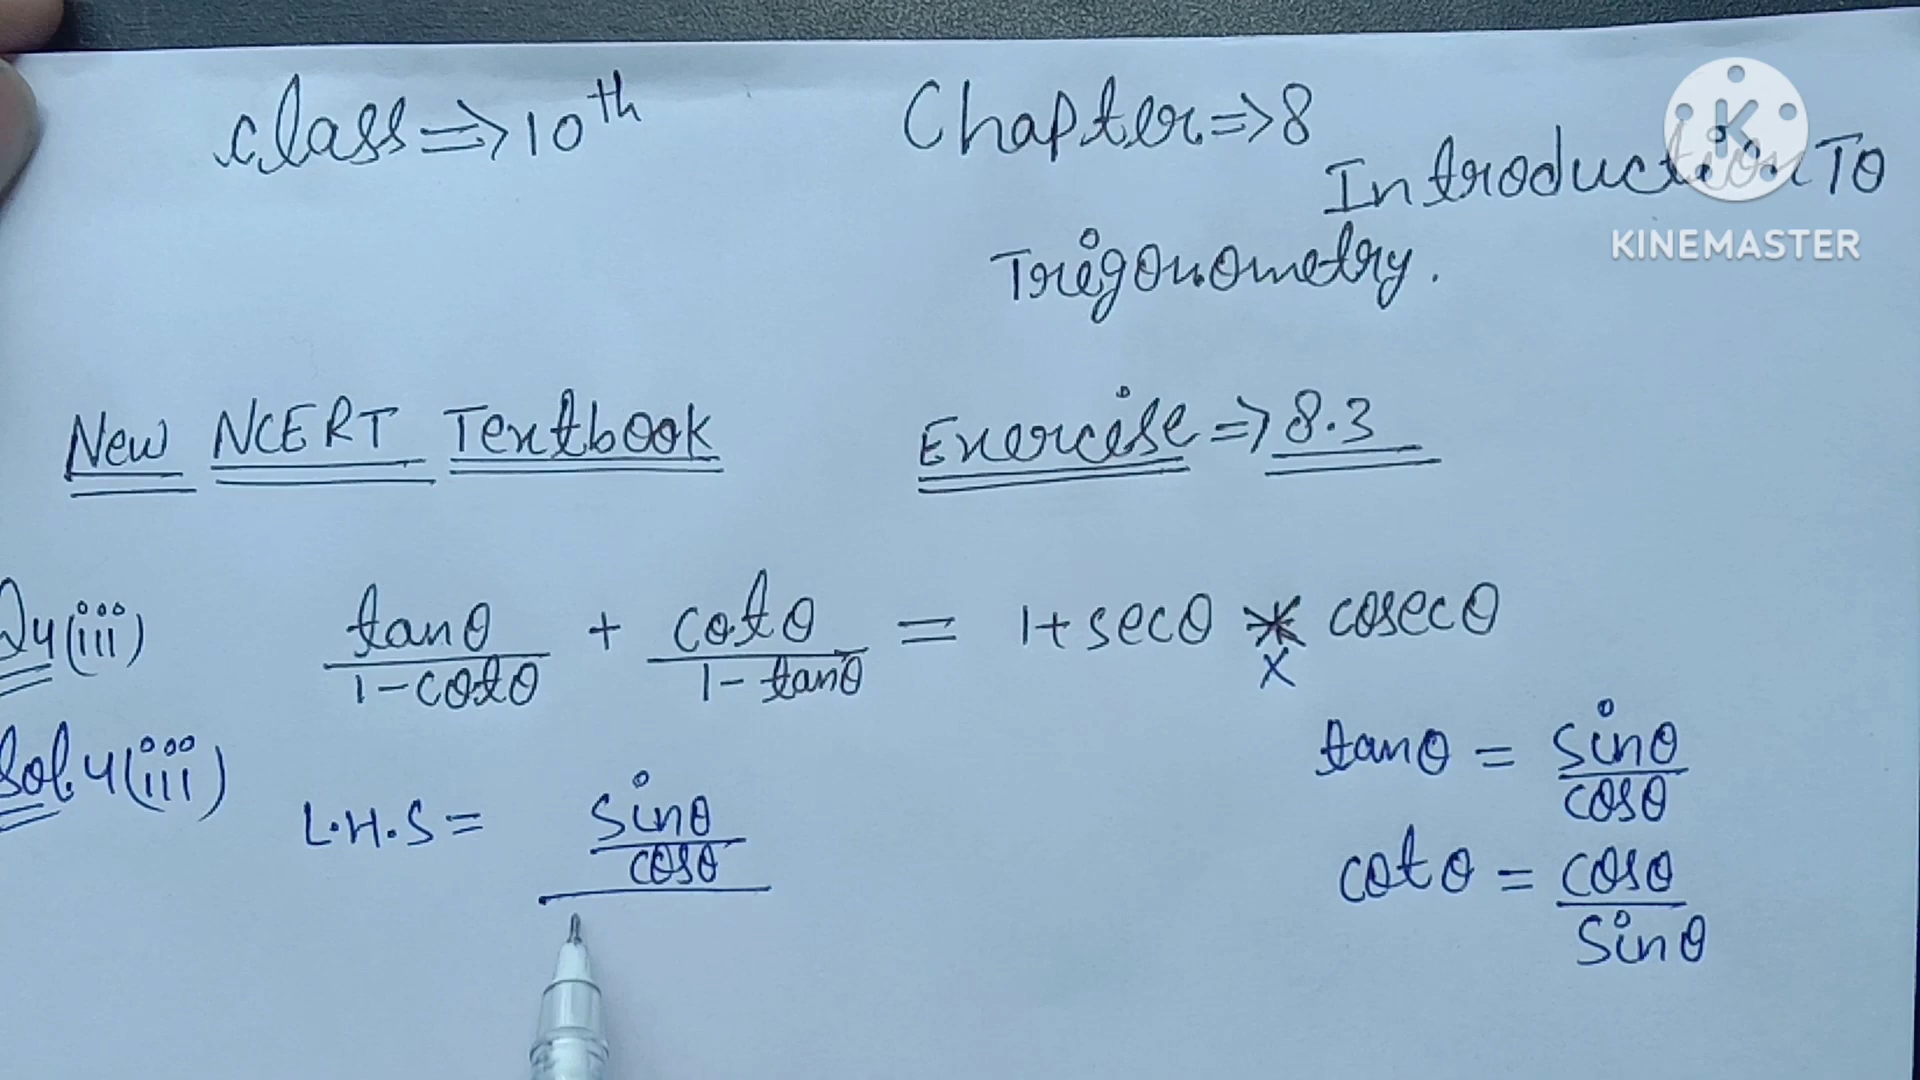 class => 10th Chapter => 8
Introduction To
Trigonometry.
KINEMASTER
New NCERT Textbook Exercise => 8.3
Q4(iii) tanθ/1-cotθ + cotθ/1-tanθ = 1+secθ × cosecθ
Sol.4(iii)
L.H.S = sinθ/cosθ
tanθ = sinθ/cosθ
cotθ = cosθ/sinθ